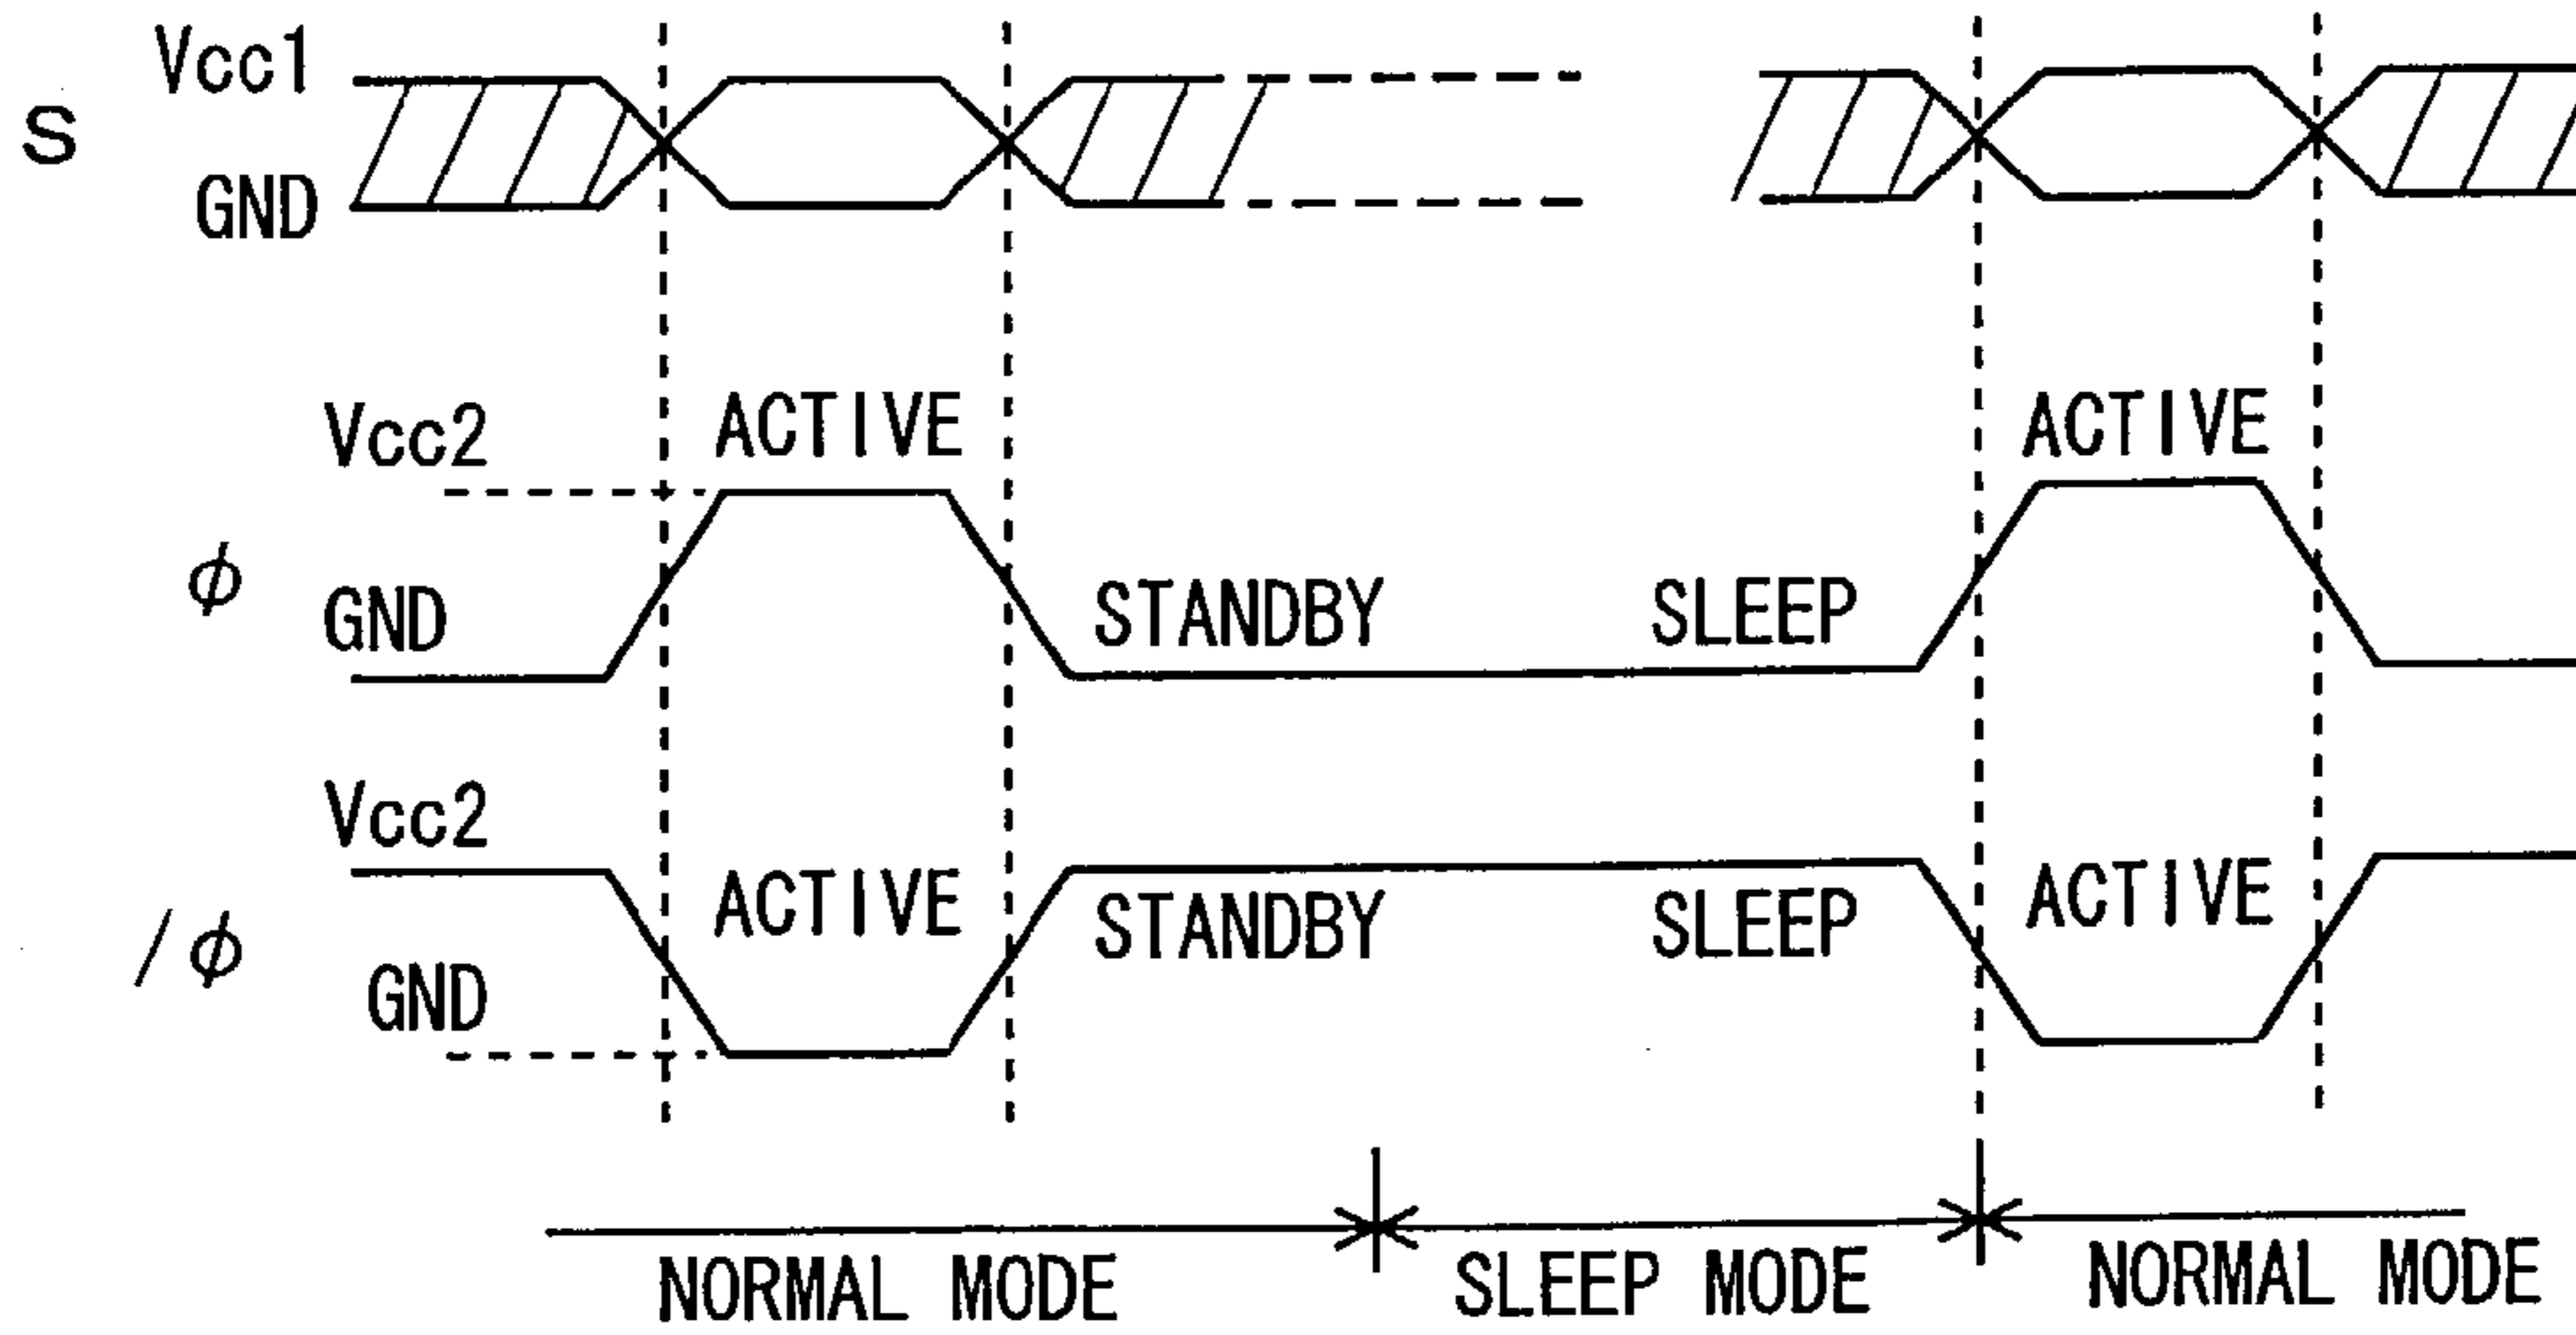 Vcc1
S
GND
Vcc2 ACTIVE ACTIVE
ϕ
GND STANDBY SLEEP
Vcc2
ACTIVE ACTIVE
/ϕ STANDBY SLEEP
GND
NORMAL MODE SLEEP MODE NORMAL MODE